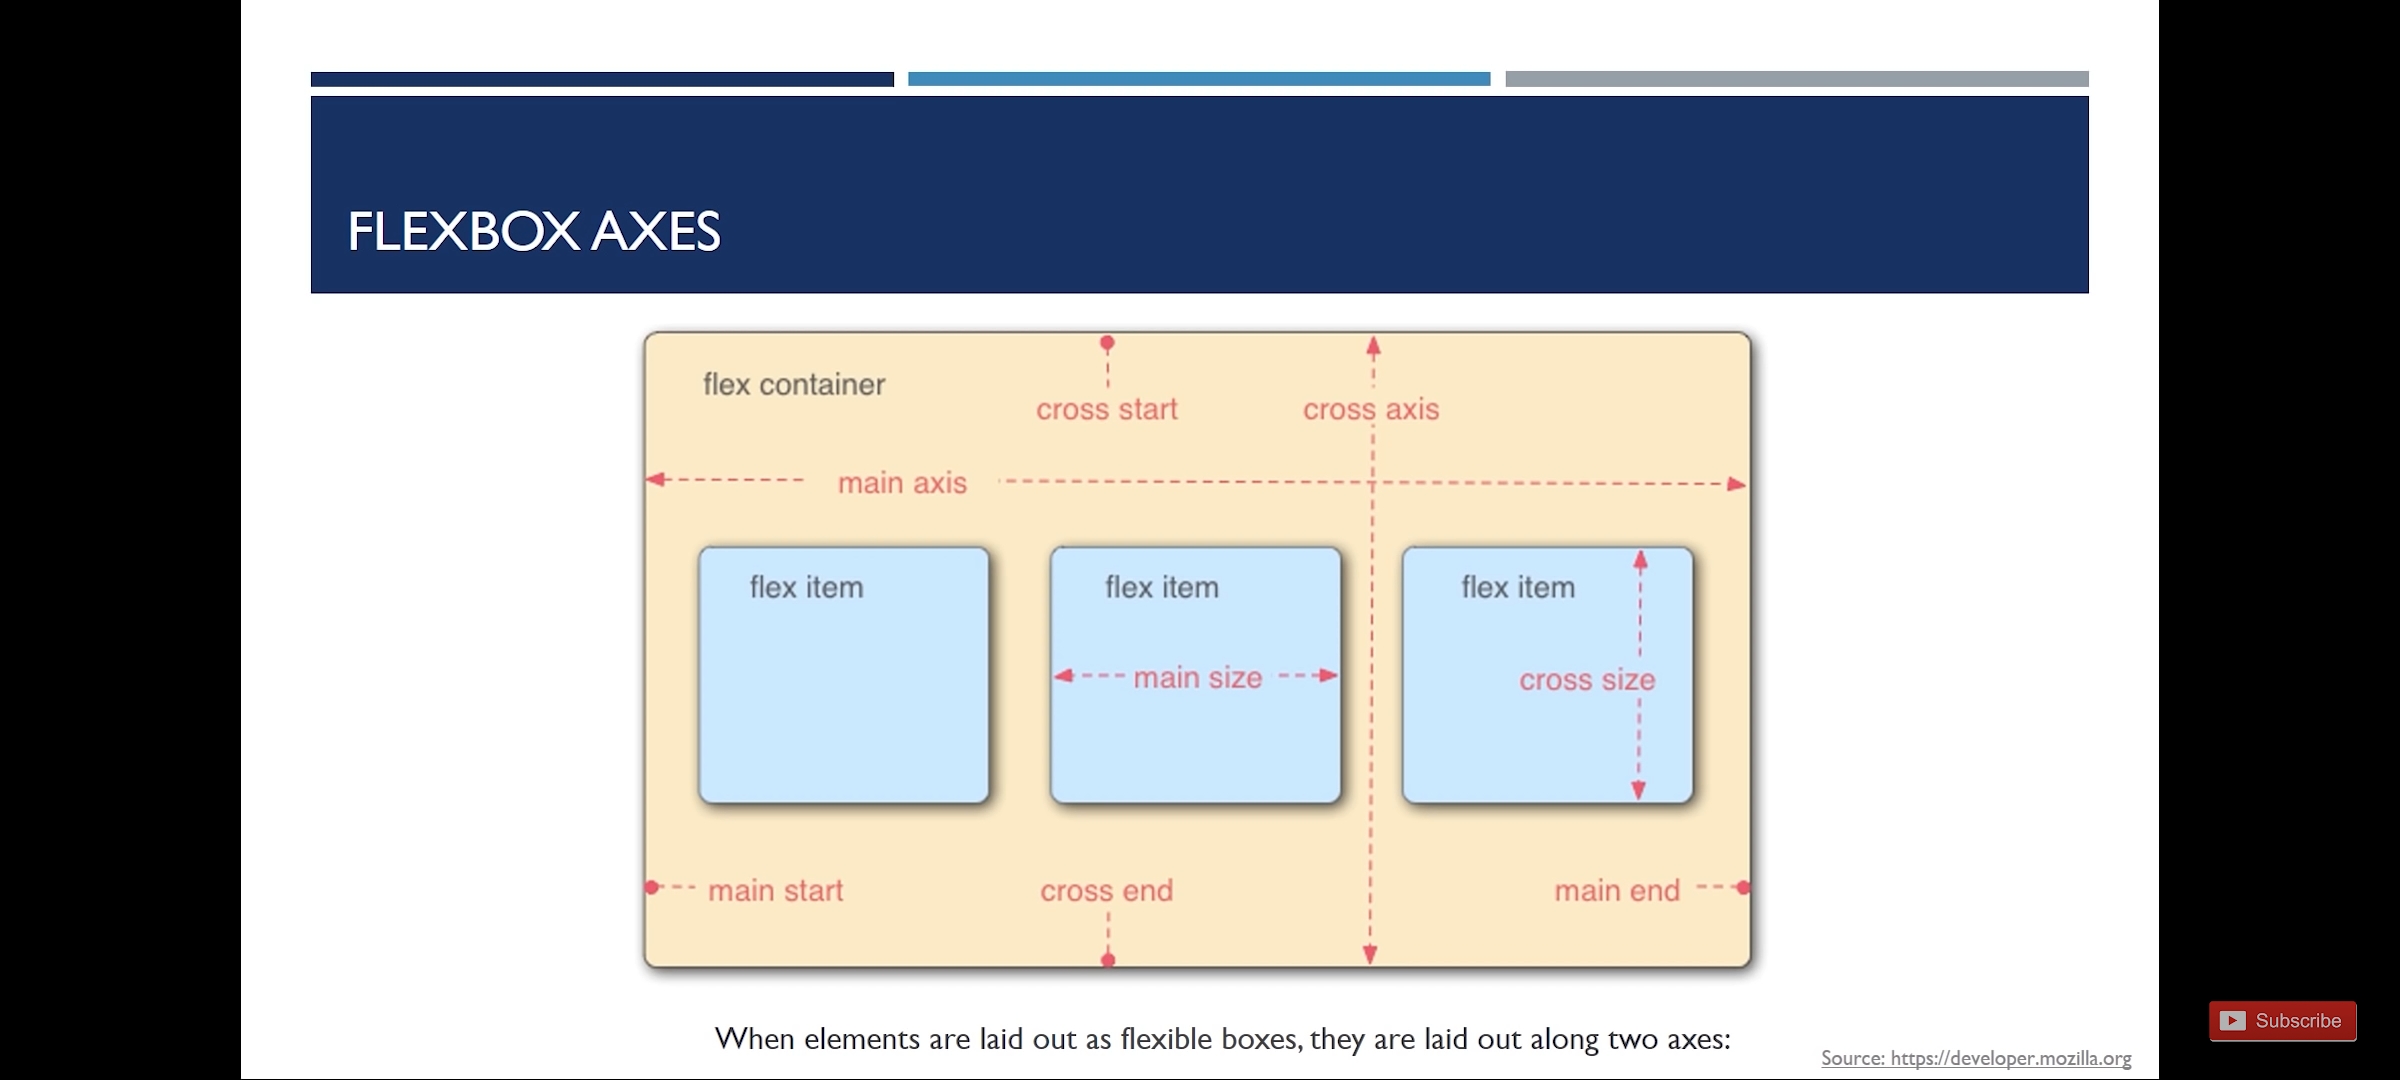 FLEXBOX AXES
flex container
cross start
cross axis
main axis
flex item
flex item
flex item
main size
cross size
main start
cross end
main end
When elements are laid out as flexible boxes, they are laid out along two axes:
Source: https://developer.mozilla.org
Subscribe